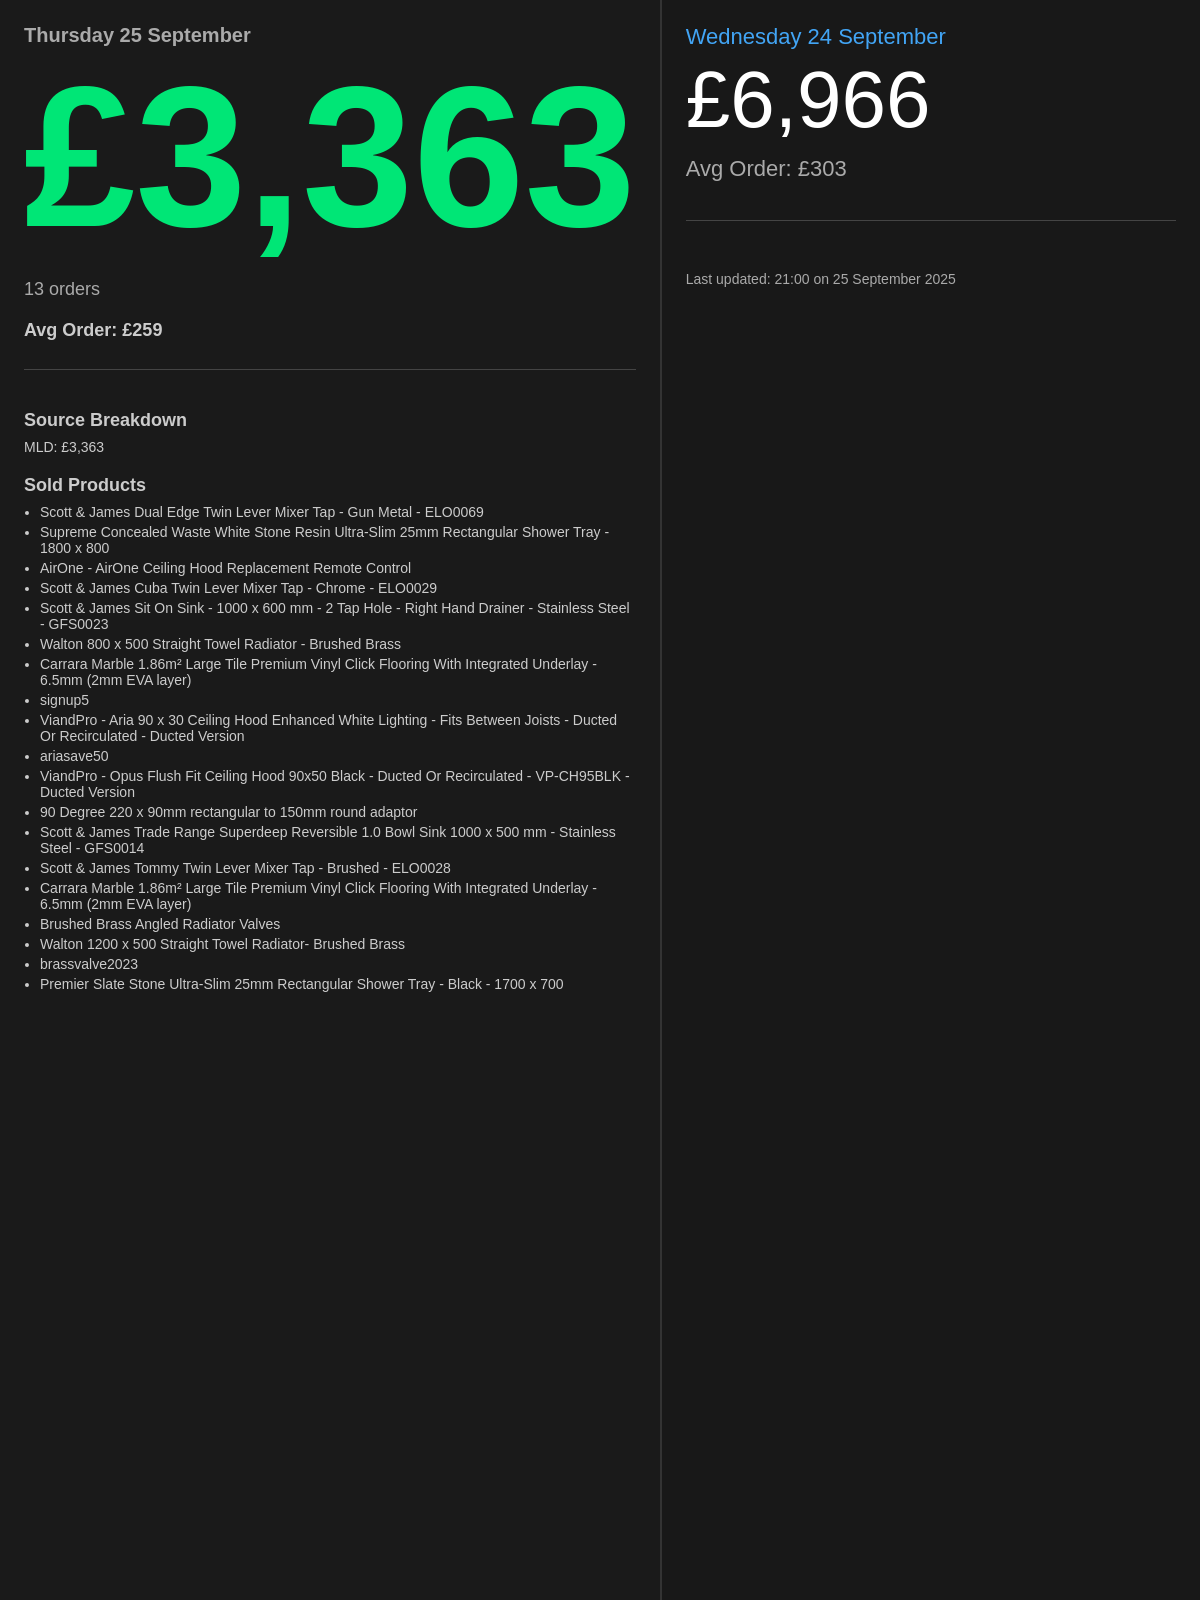 Thursday 25 September
£3,363
13 orders
Avg Order: £259
Source Breakdown
MLD: £3,363
Sold Products
• Scott & James Dual Edge Twin Lever Mixer Tap - Gun Metal - ELO0069
• Supreme Concealed Waste White Stone Resin Ultra-Slim 25mm Rectangular Shower Tray -
1800 x 800
• AirOne - AirOne Ceiling Hood Replacement Remote Control
• Scott & James Cuba Twin Lever Mixer Tap - Chrome - ELO0029
• Scott & James Sit On Sink - 1000 x 600 mm - 2 Tap Hole - Right Hand Drainer - Stainless Steel
- GFS0023
• Walton 800 x 500 Straight Towel Radiator - Brushed Brass
• Carrara Marble 1.86m² Large Tile Premium Vinyl Click Flooring With Integrated Underlay -
6.5mm (2mm EVA layer)
• signup5
• ViandPro - Aria 90 x 30 Ceiling Hood Enhanced White Lighting - Fits Between Joists - Ducted
Or Recirculated - Ducted Version
• ariasave50
• ViandPro - Opus Flush Fit Ceiling Hood 90x50 Black - Ducted Or Recirculated - VP-CH95BLK -
Ducted Version
• 90 Degree 220 x 90mm rectangular to 150mm round adaptor
• Scott & James Trade Range Superdeep Reversible 1.0 Bowl Sink 1000 x 500 mm - Stainless
Steel - GFS0014
• Scott & James Tommy Twin Lever Mixer Tap - Brushed - ELO0028
• Carrara Marble 1.86m² Large Tile Premium Vinyl Click Flooring With Integrated Underlay -
6.5mm (2mm EVA layer)
• Brushed Brass Angled Radiator Valves
• Walton 1200 x 500 Straight Towel Radiator- Brushed Brass
• brassvalve2023
• Premier Slate Stone Ultra-Slim 25mm Rectangular Shower Tray - Black - 1700 x 700
Wednesday 24 September
£6,966
Avg Order: £303
Last updated: 21:00 on 25 September 2025